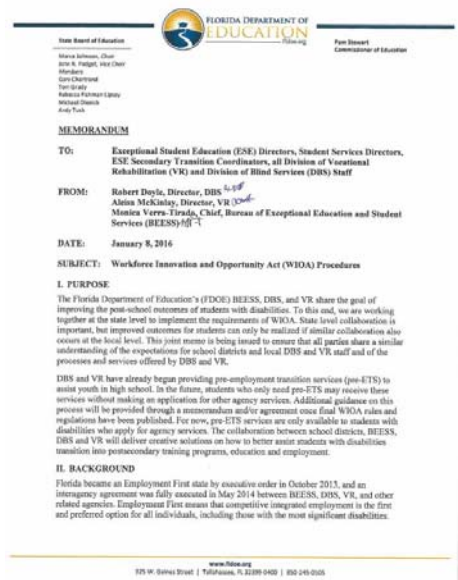 FLORIDA DEPARTMENT OF
EDUCATION
fldoe.org
State Board of Education
Marva Johnson, Chair
John R. Padget, Vice Chair
Members
Gary Chartrand
Tom Grady
Rebecca Fishman Lipsey
Michael Olenick
Andy Tuck
Pam Stewart
Commissioner of Education
MEMORANDUM
TO: Exceptional Student Education (ESE) Directors, Student Services Directors,
ESE Secondary Transition Coordinators, all Division of Vocational
Rehabilitation (VR) and Division of Blind Services (DBS) Staff
FROM: Robert Doyle, Director, DBS
Aleisa McKinlay, Director, VR
Monica Verra-Tirado, Chief, Bureau of Exceptional Education and Student
Services (BEESS)
DATE: January 8, 2016
SUBJECT: Workforce Innovation and Opportunity Act (WIOA) Procedures
I. PURPOSE
The Florida Department of Education's (FDOE) BEESS, DBS, and VR share the goal of
improving the post-school outcomes of students with disabilities. To this end, we are working
together at the state level to implement the requirements of WIOA. State level collaboration is
important, but improved outcomes for students can only be realized if similar collaboration also
occurs at the local level. This joint memo is being issued to ensure that all parties share a similar
understanding of the expectations for school districts and local DBS and VR staff and of the
processes and services offered by DBS and VR.
DBS and VR have already begun providing pre-employment transition services (pre-ETS) to
assist youth in high school. In the future, students who only need pre-ETS may receive these
services without making an application for other agency services. Additional guidance on this
process will be provided through a memorandum and/or agreement once final WIOA rules and
regulations have been published. For now, pre-ETS services are only available to students with
disabilities who apply for agency services. The collaboration between school districts, BEESS,
DBS and VR will deliver creative solutions on how to better assist students with disabilities
transition into postsecondary training programs, education and employment.
II. BACKGROUND
Florida became an Employment First state by executive order in October 2013, and an
interagency agreement was fully executed in May 2014 between BEESS, DBS, VR, and other
related agencies. Employment First means that competitive integrated employment is the first
and preferred option for all individuals, including those with the most significant disabilities.
www.fldoe.org
325 W. Gaines Street | Tallahassee, FL 32399-0400 | 850-245-0505